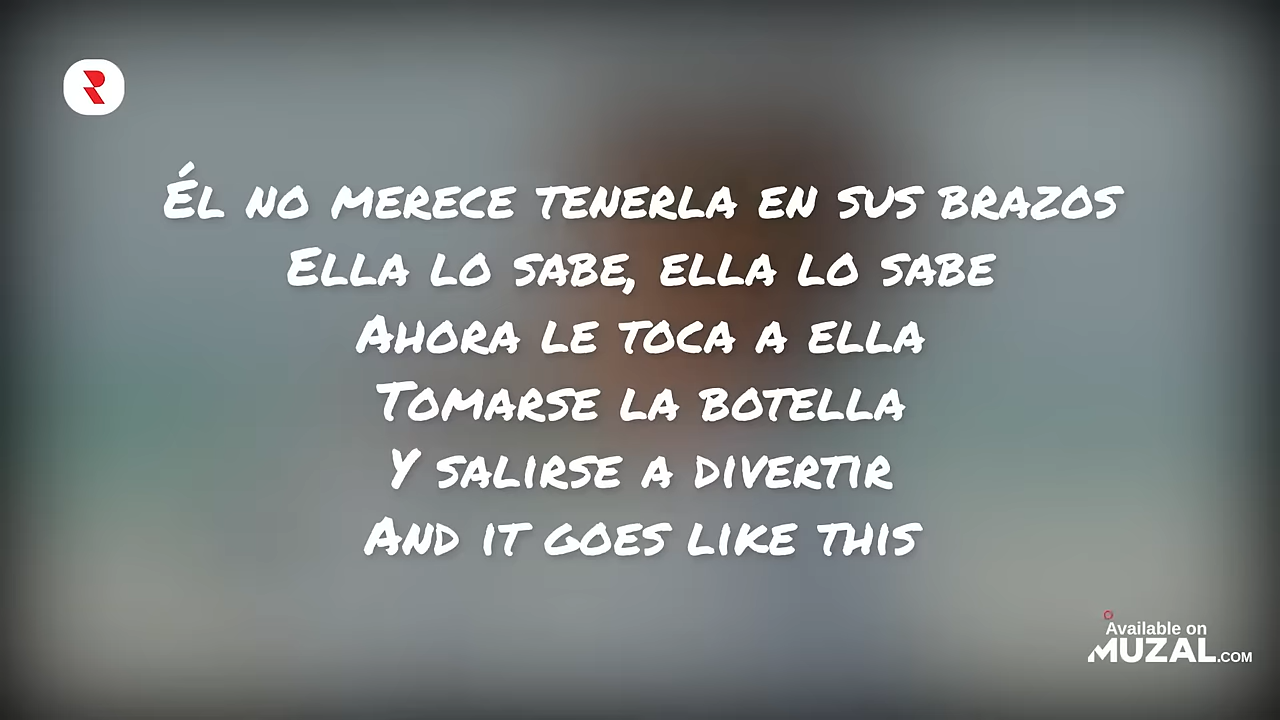 Él no merece tenerla en sus brazos
Ella lo sabe, ella lo sabe
Ahora le toca a ella
Tomarse la botella
Y salirse a divertir
And it goes like this
Available on
MUZAL.COM